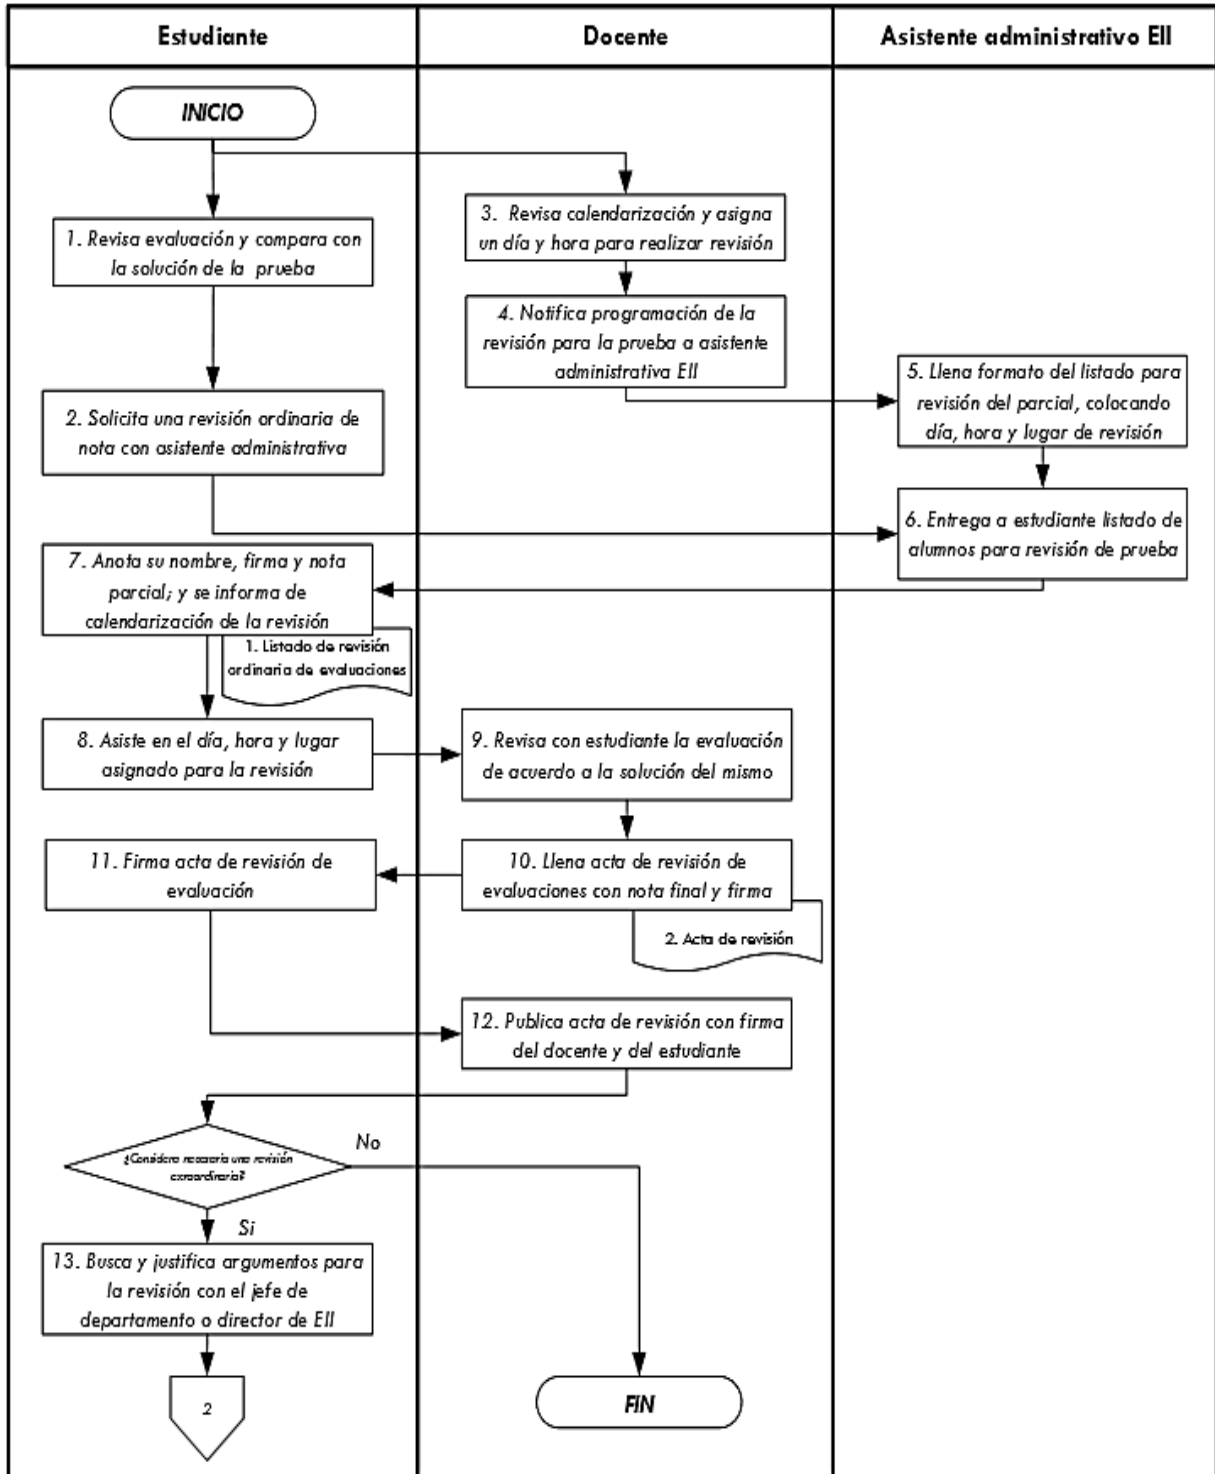 Estudiante
Docente
Asistente administrativo EII
INICIO
1. Revisa evaluación y compara con
la solución de la prueba
3. Revisa calendarización y asigna
un día y hora para realizar revisión
4. Notifica programación de la
revisión para la prueba a asistente
administrativa EII
5. Llena formato del listado para
revisión del parcial, colocando
día, hora y lugar de revisión
2. Solicita una revisión ordinaria de
nota con asistente administrativa
6. Entrega a estudiante listado de
alumnos para revisión de prueba
7. Anota su nombre, firma y nota
parcial; y se informa de
calendarización de la revisión
1. Listado de revisión
ordinaria de evaluaciones
8. Asiste en el día, hora y lugar
asignado para la revisión
9. Revisa con estudiante la evaluación
de acuerdo a la solución del mismo
11. Firma acta de revisión de
evaluación
10. Llena acta de revisión de
evaluaciones con nota final y firma
2. Acta de revisión
12. Publica acta de revisión con firma
del docente y del estudiante
¿Considera necesaria una revisión
extraordinaria?
No
Si
13. Busca y justifica argumentos para
la revisión con el jefe de
departamento o director de EII
2
FIN